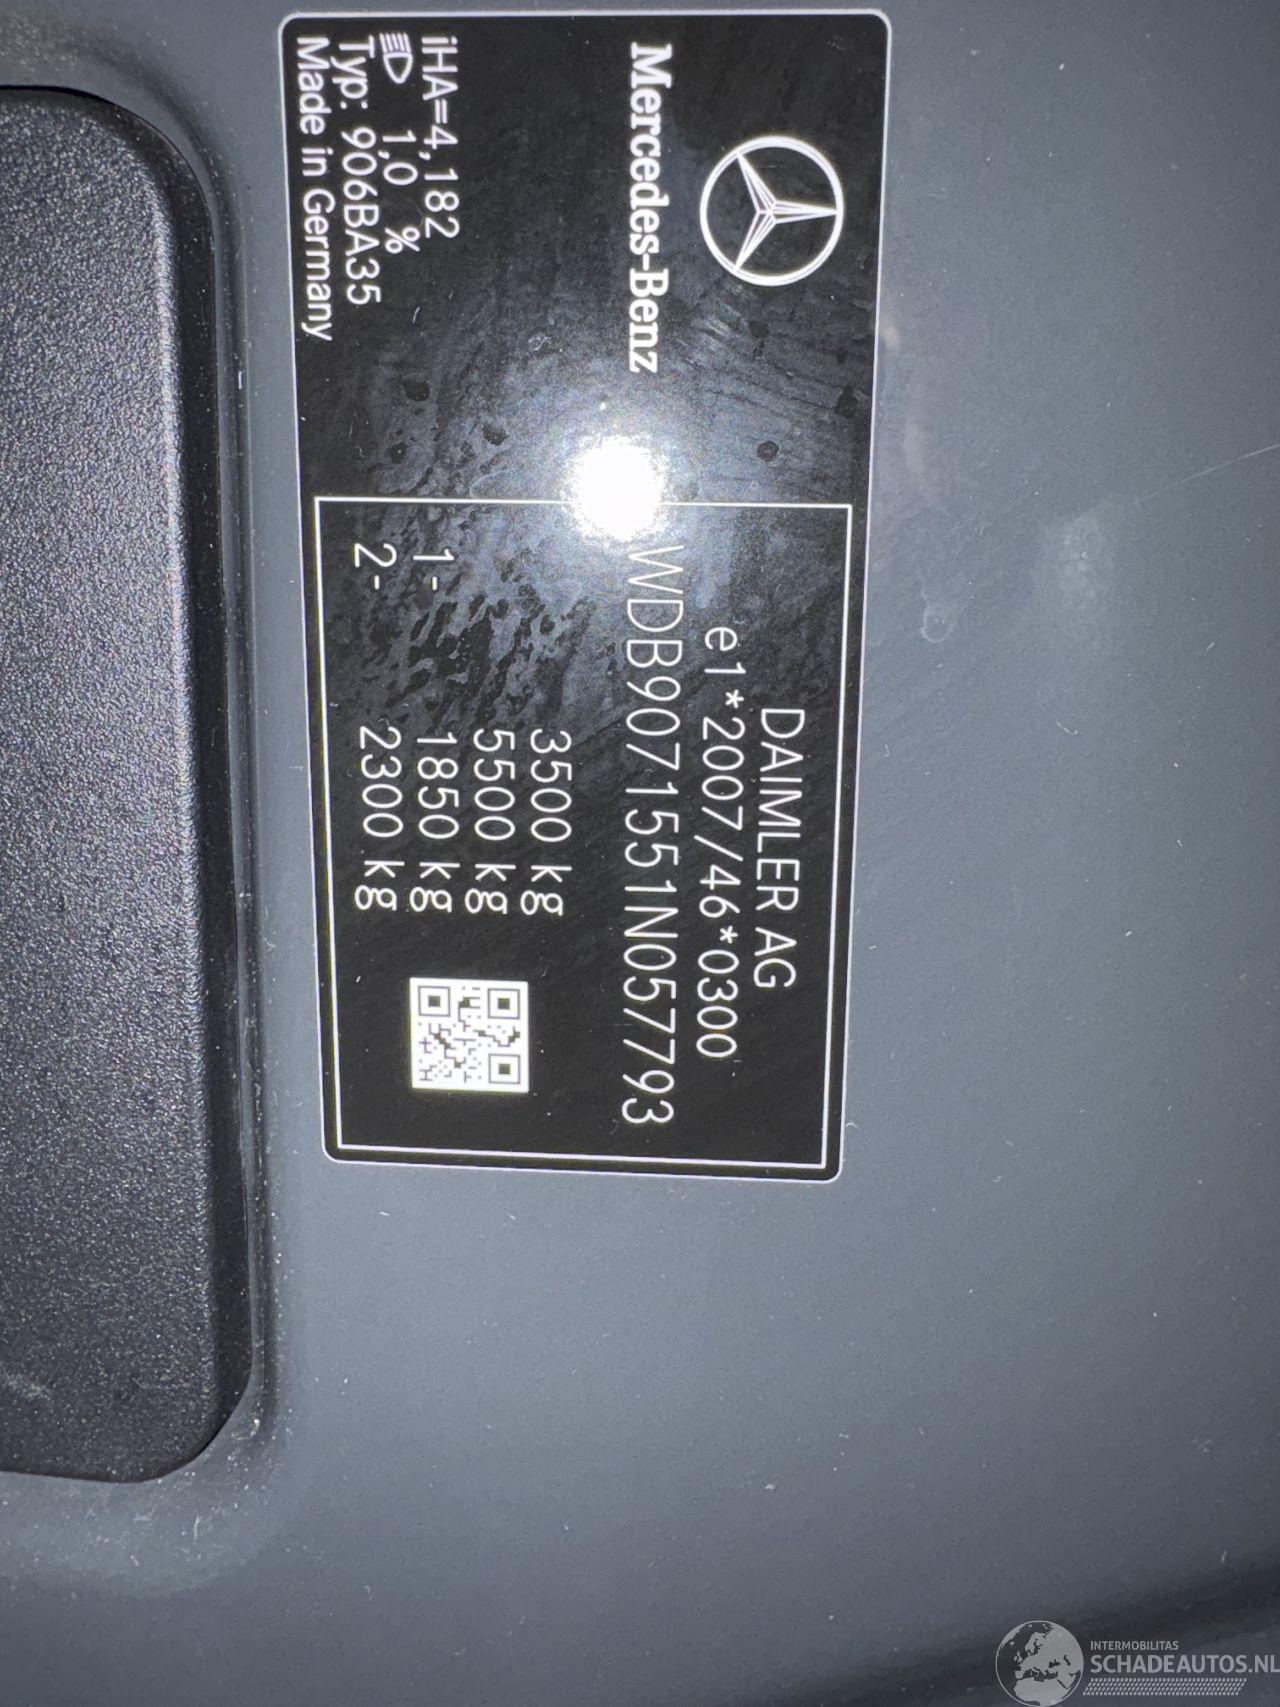 Mercedes-Benz
iHA=4,182
1,0 %
Typ: 906BA35
Made in Germany
DAIMLER AG
e1*2007/46*0300
WDB9071551N057793
3500 kg
5500 kg
1- 1850 kg
2- 2300 kg
INTERMOBILITAS
SCHADEAUTOS.NL